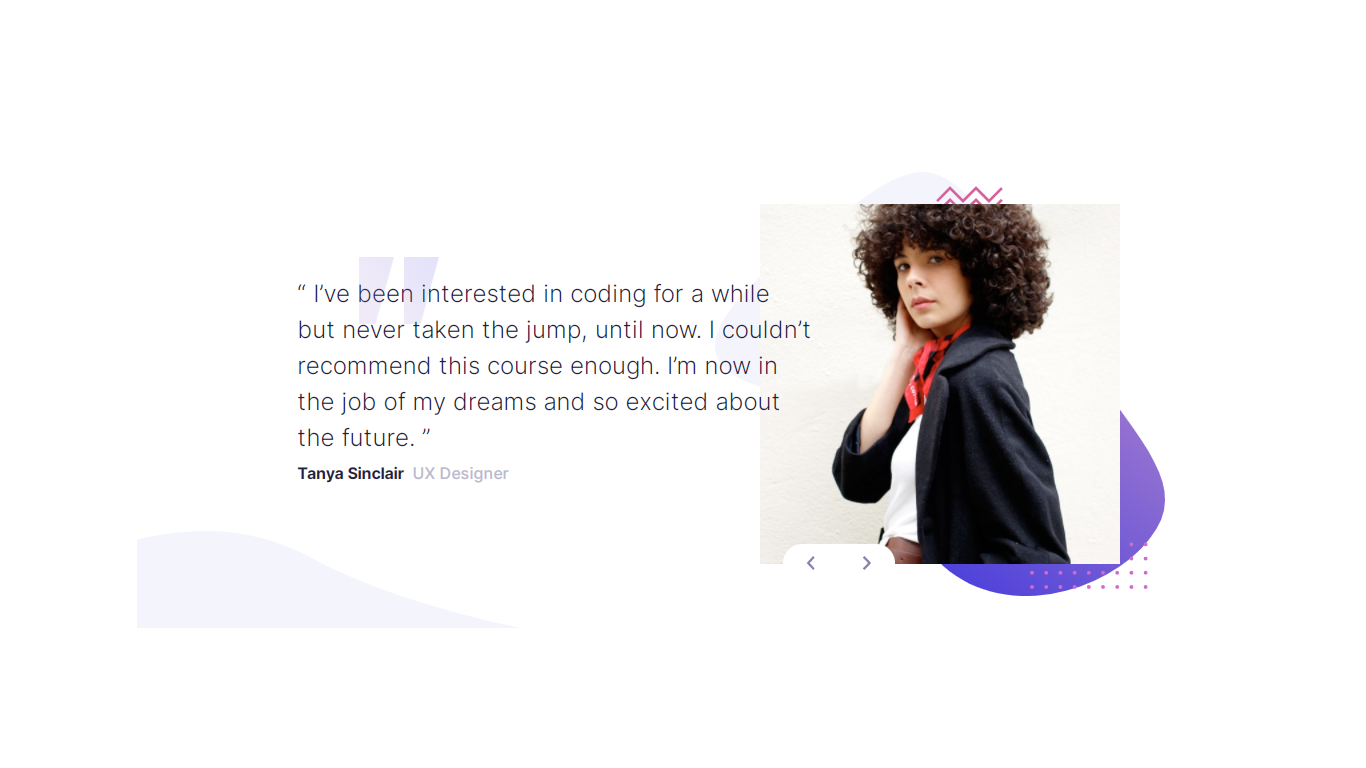 “ I’ve been interested in coding for a while
but never taken the jump, until now. I couldn’t
recommend this course enough. I’m now in
the job of my dreams and so excited about
the future. ”
Tanya Sinclair UX Designer